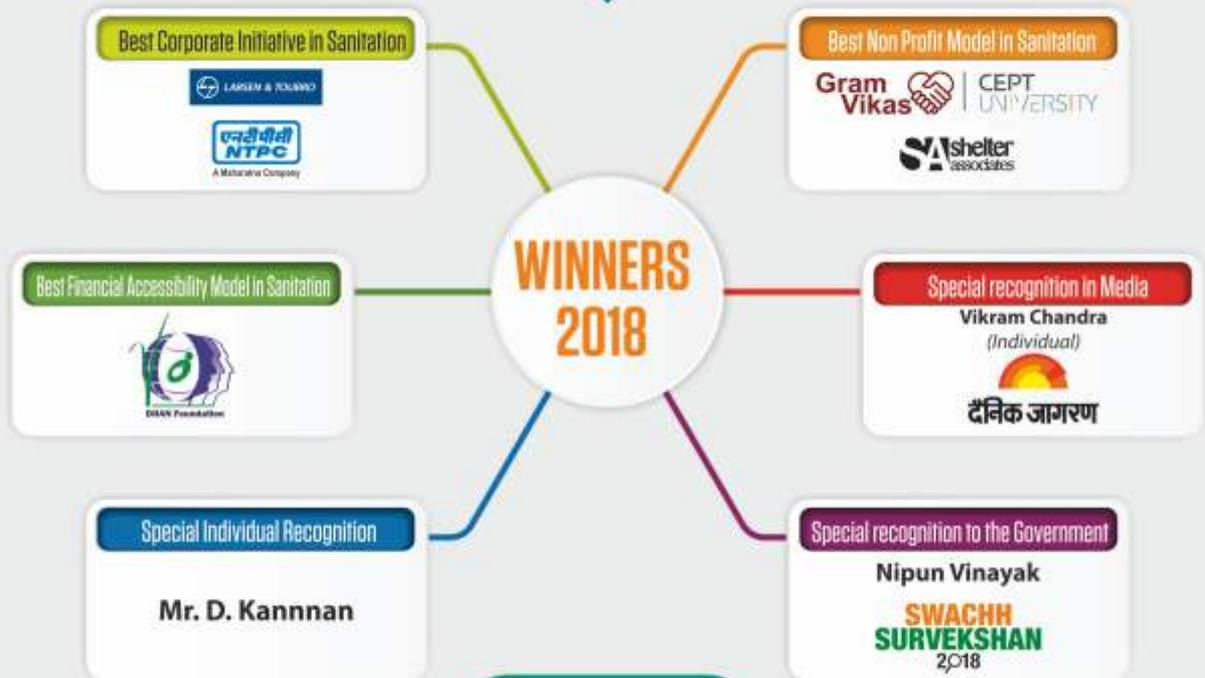 Best Corporate Initiative in Sanitation
LARSEN & TOUBRO
एनटीपीसी
NTPC
A Maharatna Company
Best Non Profit Model in Sanitation
Gram
Vikas
CEPT
UNIVERSITY
SA shelter
associates
WINNERS
2018
Best Financial Accessibility Model in Sanitation
DHAN Foundation
Special recognition in Media
Vikram Chandra
(Individual)
दैनिक जागरण
Special Individual Recognition
Mr. D. Kannnan
Special recognition to the Government
Nipun Vinayak
SWACHH
SURVEKSHAN
2018